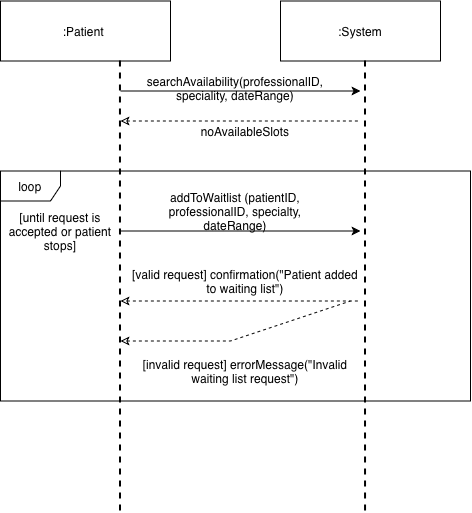 :Patient
:System
searchAvailability(professionalID,
speciality, dateRange)
noAvailableSlots
loop
[until request is
accepted or patient
stops]
addToWaitlist (patientID,
professionalID, specialty,
dateRange)
[valid request] confirmation("Patient added
to waiting list")
[invalid request] errorMessage("Invalid
waiting list request")